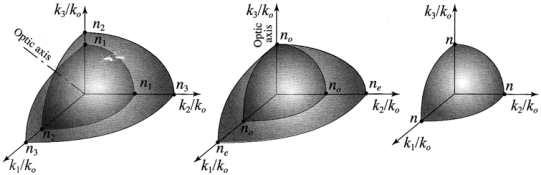 k₃/kₒ
n₂
n₁
Optic axis
n₁
n₃
k₂/kₒ
n₂
n₃
k₁/kₒ
k₃/kₒ
Optic
axis
nₒ
nₒ
nₑ
k₂/kₒ
nₒ
nₑ
k₁/kₒ
k₃/kₒ
n
n
k₂/kₒ
n
k₁/kₒ